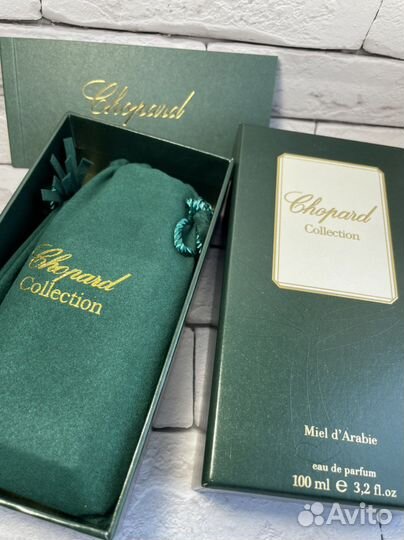 Chopard
Chopard
Collection
Chopard
Collection
Miel d'Arabie
eau de parfum
100 ml e 3,2 fl.oz
Avito